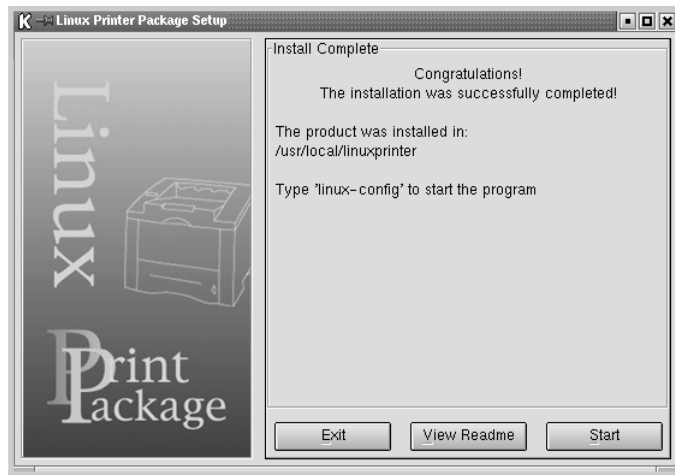 Linux Printer Package Setup
Linux
Print
Package
Install Complete
Congratulations!
The installation was successfully completed!
The product was installed in:
/usr/local/linuxprinter
Type 'linux-config' to start the program
Exit
View Readme
Start